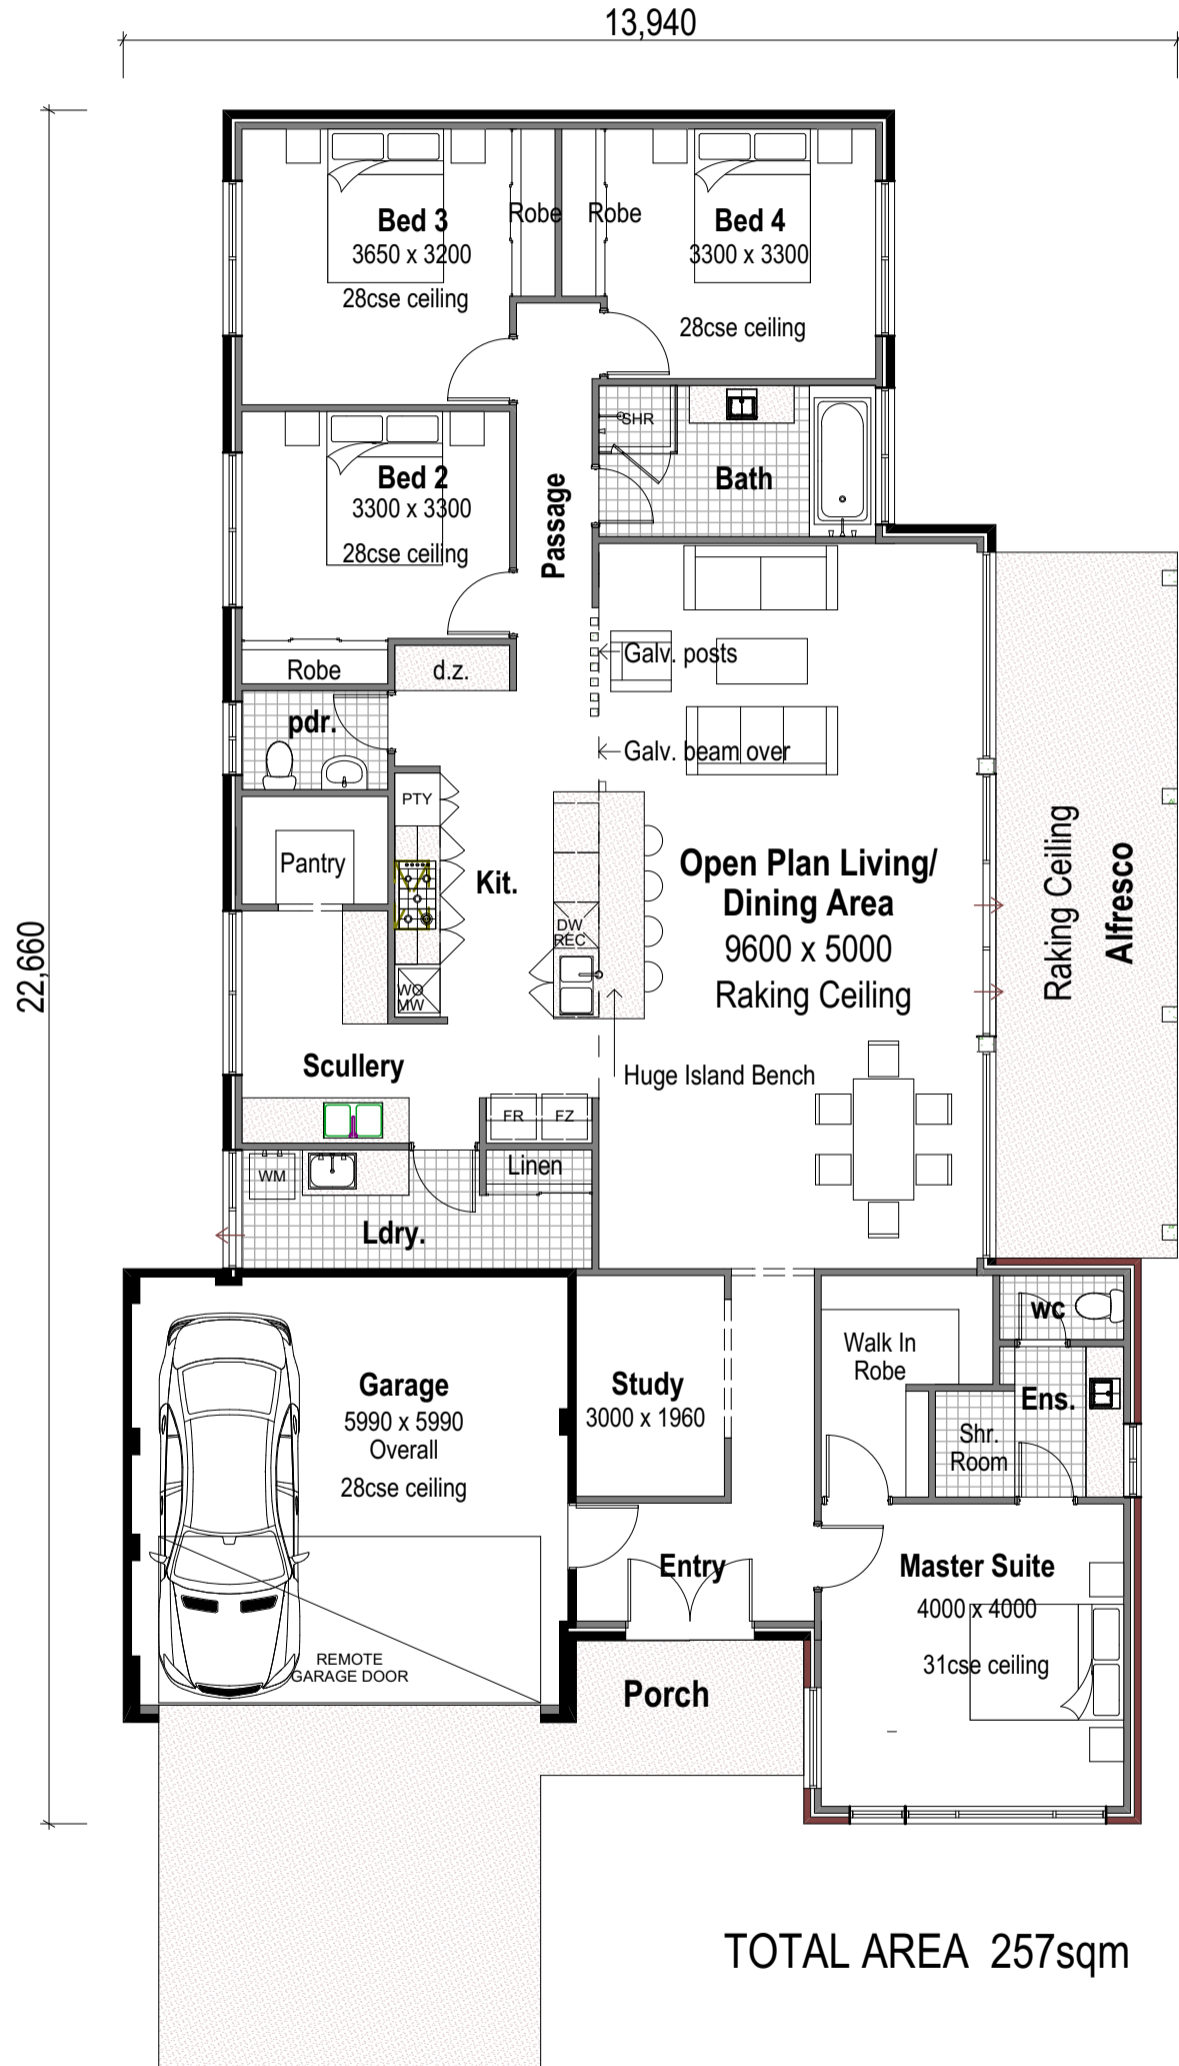 13,940
22,660
Bed 3
3650 x 3200
28cse ceiling
Robe
Robe
Bed 4
3300 x 3300
28cse ceiling
Bed 2
3300 x 3300
28cse ceiling
Passage
SHR
Bath
Robe
d.z.
Galv. posts
pdr.
Galv. beam over
PTY
Pantry
Kit.
Open Plan Living/
Dining Area
9600 x 5000
Raking Ceiling
Raking Ceiling
Alfresco
DW
REC
WO
MW
Scullery
Huge Island Bench
FR
FZ
WM
Linen
Ldry.
Garage
5990 x 5990
Overall
28cse ceiling
Study
3000 x 1960
Walk In
Robe
wc
Ens.
Shr.
Room
Entry
Master Suite
4000 x 4000
31cse ceiling
REMOTE
GARAGE DOOR
Porch
TOTAL AREA 257sqm